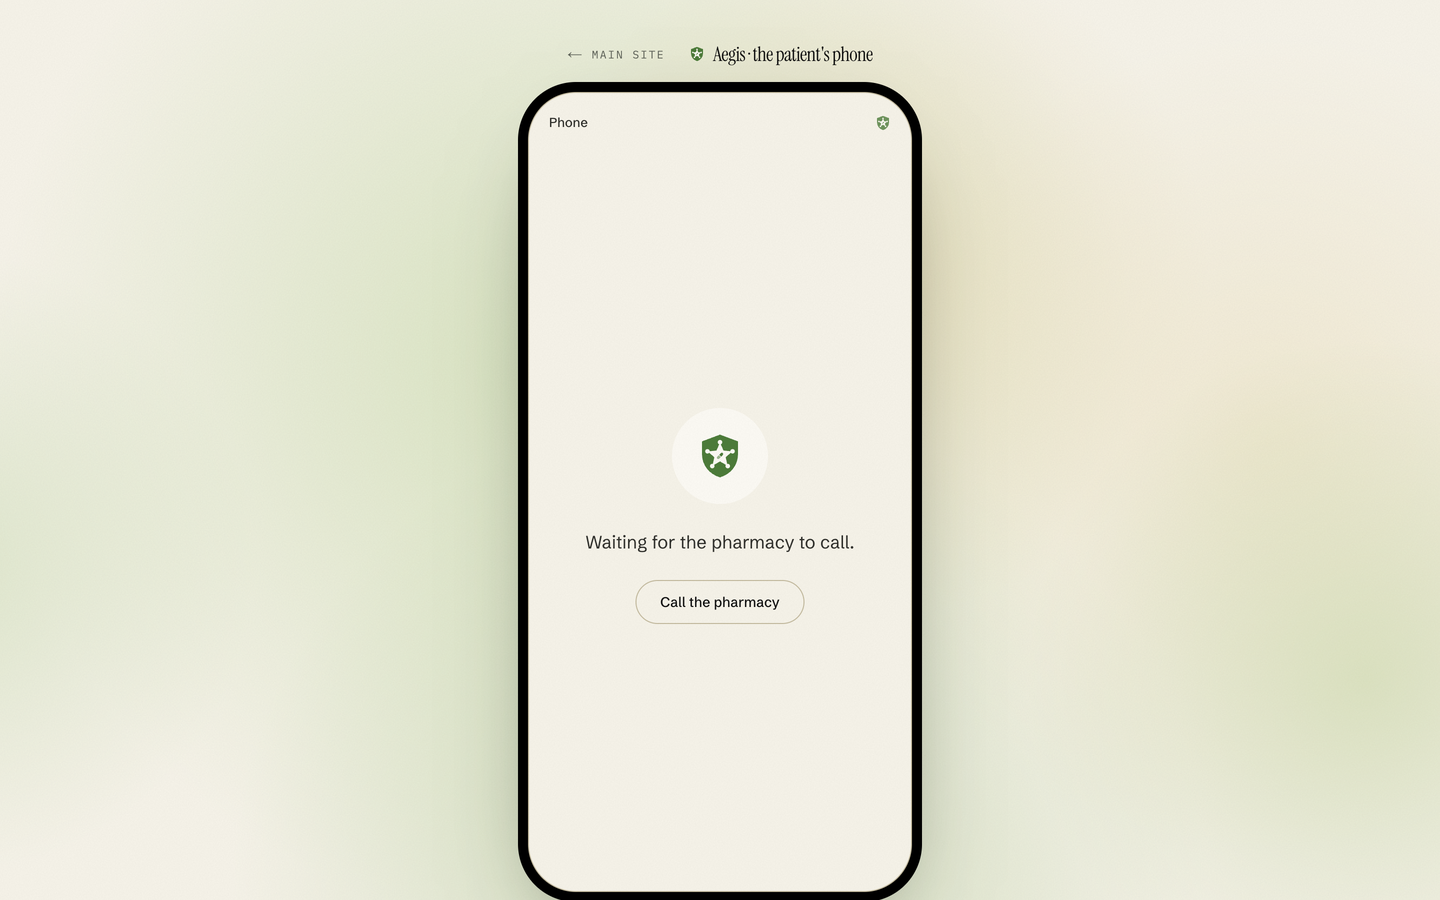 ← MAIN SITE
Aegis · the patient's phone
Phone
Waiting for the pharmacy to call.
Call the pharmacy